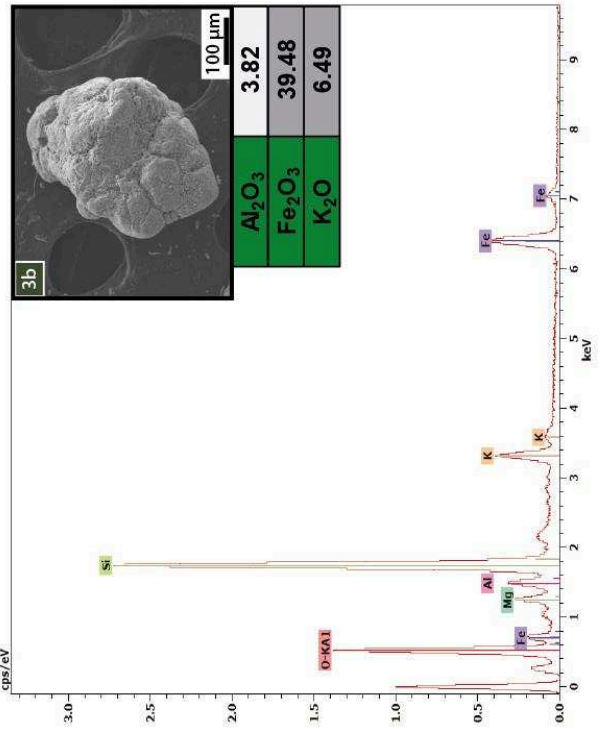 3b
100 µm
Al₂O₃ 3.82
Fe₂O₃ 39.48
K₂O 6.49
cps/eV
3.0
2.5
2.0
1.5
1.0
0.5
0.0
Si
O-KA1
Fe
Mg
Al
K
K
Fe
Fe
0 1 2 3 4 5 6 7 8 9
keV